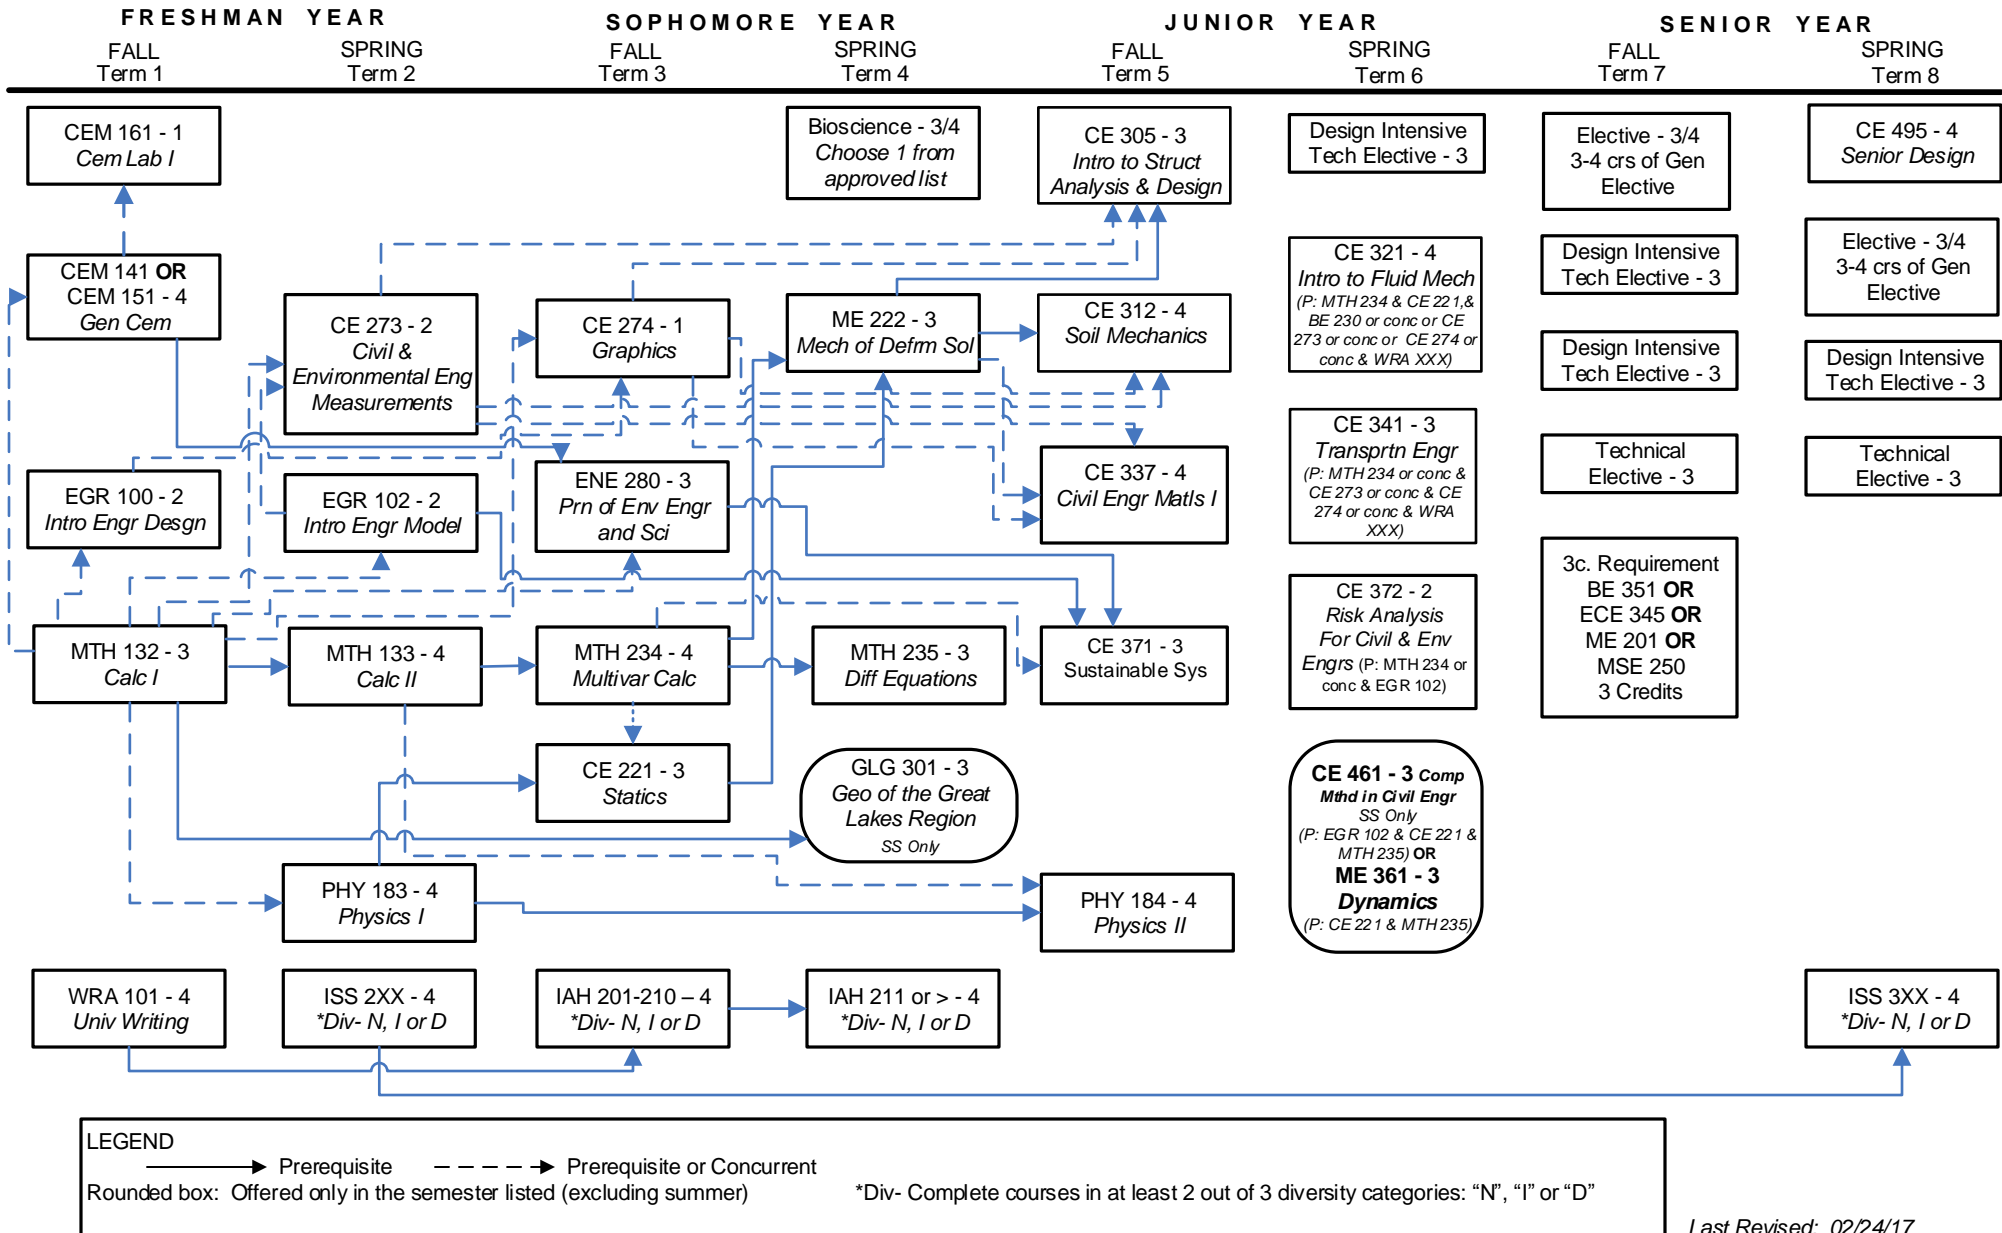 FRESHMAN YEAR
SOPHOMORE YEAR
JUNIOR YEAR
SENIOR YEAR
FALL
Term 1
SPRING
Term 2
FALL
Term 3
SPRING
Term 4
FALL
Term 5
SPRING
Term 6
FALL
Term 7
SPRING
Term 8
CEM 161 - 1
Cem Lab I
CEM 141 OR
CEM 151 - 4
Gen Cem
EGR 100 - 2
Intro Engr Desgn
MTH 132 - 3
Calc I
WRA 101 - 4
Univ Writing
CE 273 - 2
Civil &
Environmental Eng
Measurements
EGR 102 - 2
Intro Engr Model
MTH 133 - 4
Calc II
PHY 183 - 4
Physics I
ISS 2XX - 4
*Div- N, I or D
CE 274 - 1
Graphics
ENE 280 - 3
Prn of Env Engr
and Sci
MTH 234 - 4
Multivar Calc
CE 221 - 3
Statics
IAH 201-210 – 4
*Div- N, I or D
Bioscience - 3/4
Choose 1 from
approved list
ME 222 - 3
Mech of Defrm Sol
MTH 235 - 3
Diff Equations
GLG 301 - 3
Geo of the Great
Lakes Region
SS Only
IAH 211 or > - 4
*Div- N, I or D
CE 305 - 3
Intro to Struct
Analysis & Design
CE 312 - 4
Soil Mechanics
CE 337 - 4
Civil Engr Matls I
CE 371 - 3
Sustainable Sys
PHY 184 - 4
Physics II
Design Intensive
Tech Elective - 3
CE 321 - 4
Intro to Fluid Mech
(P: MTH 234 & CE 221,&
BE 230 or conc or CE
273 or conc or CE 274 or
conc & WRA XXX)
CE 341 - 3
Transprtn Engr
(P: MTH 234 or conc &
CE 273 or conc & CE
274 or conc & WRA
XXX)
CE 372 - 2
Risk Analysis
For Civil & Env
Engrs (P: MTH 234 or
conc & EGR 102)
CE 461 - 3 Comp
Mthd in Civil Engr
SS Only
(P: EGR 102 & CE 221 &
MTH 235) OR
ME 361 - 3
Dynamics
(P: CE 221 & MTH 235)
Elective - 3/4
3-4 crs of Gen
Elective
Design Intensive
Tech Elective - 3
Design Intensive
Tech Elective - 3
Technical
Elective - 3
3c. Requirement
BE 351 OR
ECE 345 OR
ME 201 OR
MSE 250
3 Credits
CE 495 - 4
Senior Design
Elective - 3/4
3-4 crs of Gen
Elective
Design Intensive
Tech Elective - 3
Technical
Elective - 3
ISS 3XX - 4
*Div- N, I or D
LEGEND
Prerequisite
Prerequisite or Concurrent
Rounded box: Offered only in the semester listed (excluding summer)
*Div- Complete courses in at least 2 out of 3 diversity categories: “N”, “I” or “D”
Last Revised: 02/24/17